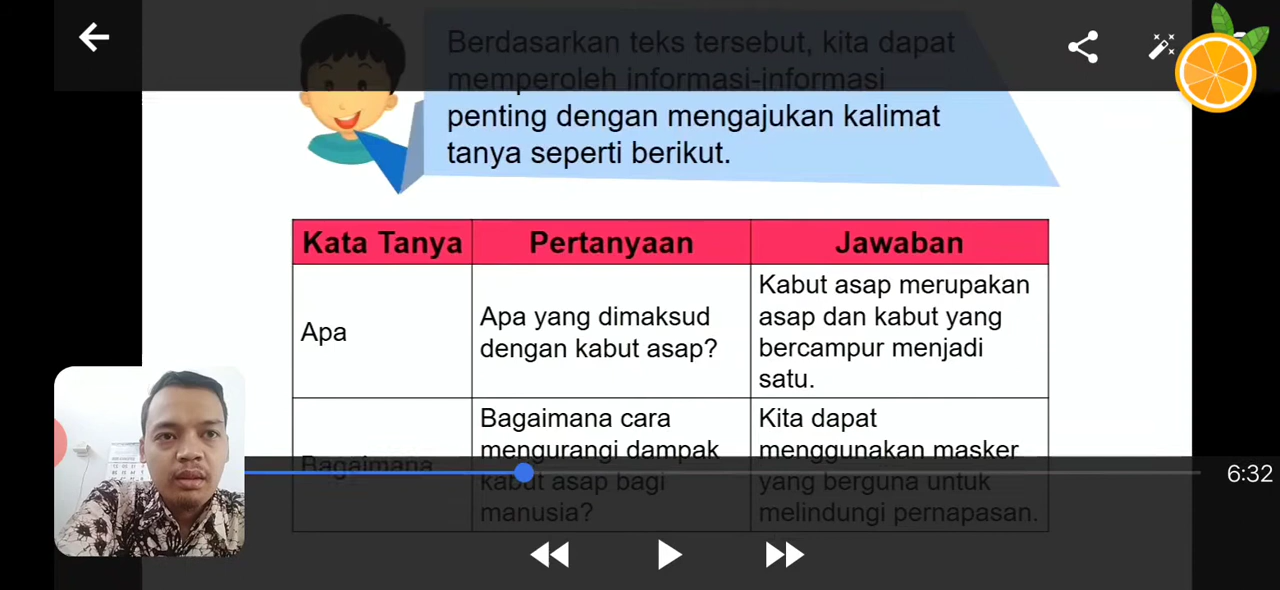 Berdasarkan teks tersebut, kita dapat
memperoleh informasi-informasi
penting dengan mengajukan kalimat
tanya seperti berikut.
Kata Tanya
Pertanyaan
Jawaban
Apa
Apa yang dimaksud
dengan kabut asap?
Kabut asap merupakan
asap dan kabut yang
bercampur menjadi
satu.
Bagaimana
Bagaimana cara
mengurangi dampak
kabut asap bagi
manusia?
Kita dapat
menggunakan masker
yang berguna untuk
melindungi pernapasan.
6:32